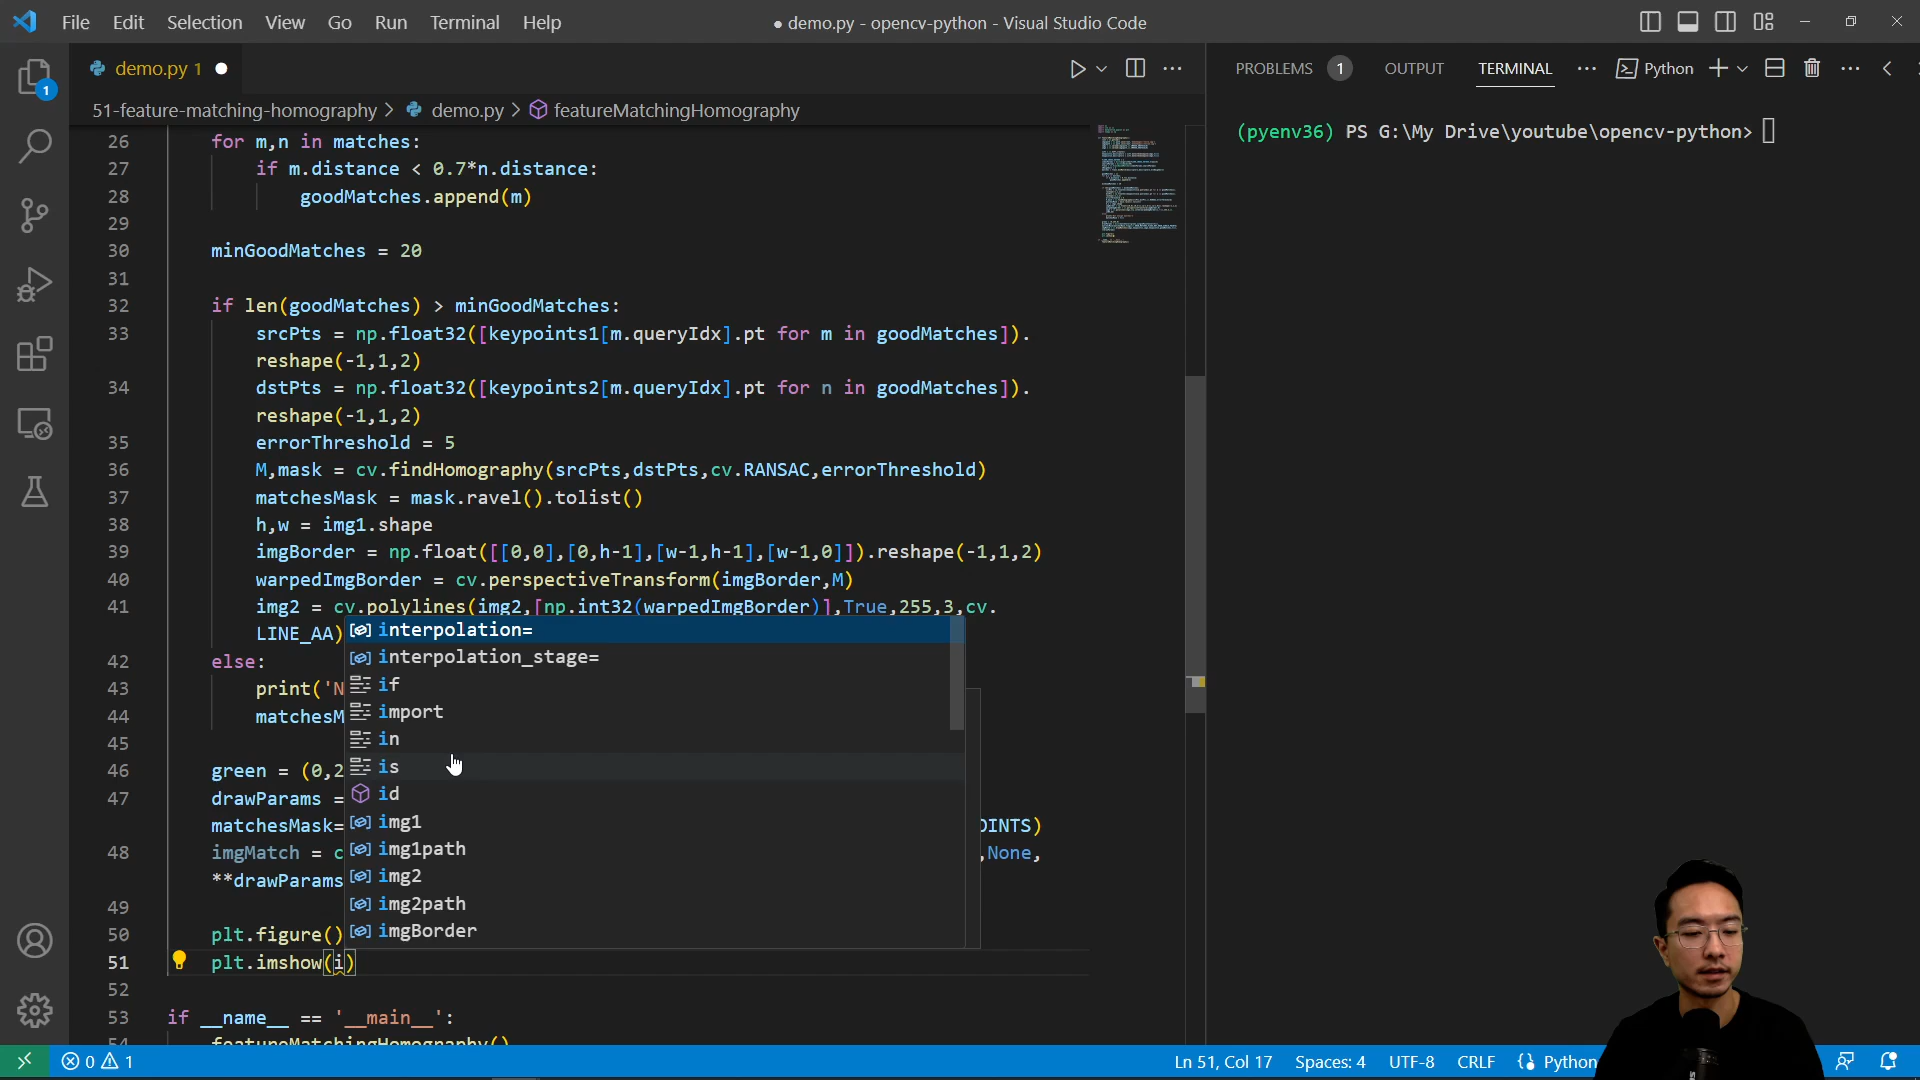 File Edit Selection View Go Run Terminal Help
● demo.py - opencv-python - Visual Studio Code
demo.py 1 ●
PROBLEMS 1 OUTPUT TERMINAL ··· Python
51-feature-matching-homography > demo.py > featureMatchingHomography
(pyenv36) PS G:\My Drive\youtube\opencv-python>
26 for m,n in matches:
27 if m.distance < 0.7*n.distance:
28 goodMatches.append(m)
29
30 minGoodMatches = 20
31
32 if len(goodMatches) > minGoodMatches:
33 srcPts = np.float32([keypoints1[m.queryIdx].pt for m in goodMatches]).
reshape(-1,1,2)
34 dstPts = np.float32([keypoints2[m.queryIdx].pt for n in goodMatches]).
reshape(-1,1,2)
35 errorThreshold = 5
36 M,mask = cv.findHomography(srcPts,dstPts,cv.RANSAC,errorThreshold)
37 matchesMask = mask.ravel().tolist()
38 h,w = img1.shape
39 imgBorder = np.float([[0,0],[0,h-1],[w-1,h-1],[w-1,0]]).reshape(-1,1,2)
40 warpedImgBorder = cv.perspectiveTransform(imgBorder,M)
41 img2 = cv.polylines(img2,[np.int32(warpedImgBorder)],True,255,3,cv.
LINE_AA)
interpolation=
interpolation_stage=
if
import
in
is
id
img1
img1path
img2
img2path
imgBorder
42 else:
43 print('N
44 matchesM
45
46 green = (0,2
47 drawParams =
matchesMask= OINTS)
48 imgMatch = c ,None,
**drawParams
49
50 plt.figure()
51 plt.imshow(i)
52
53 if __name__ == '__main__':
54 featureMatchingHomography()
1
0 1
Ln 51, Col 17 Spaces: 4 UTF-8 CRLF Python